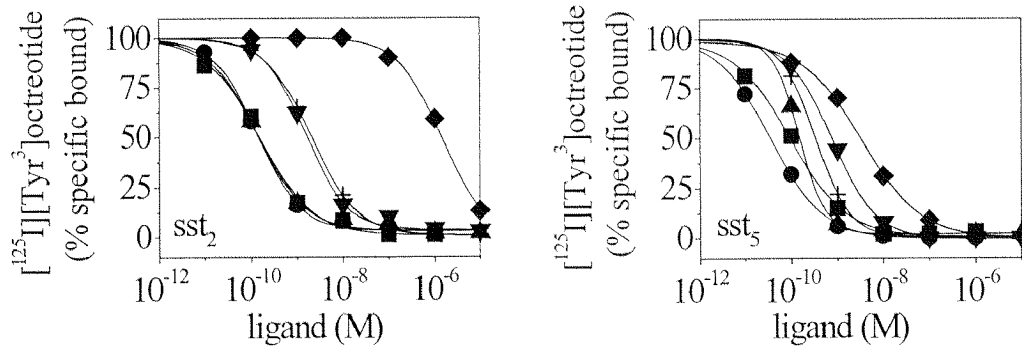 [¹²⁵I][Tyr³]octreotide
(% specific bound)
100
75
50
25
0
sst₂
10⁻¹² 10⁻¹⁰ 10⁻⁸ 10⁻⁶
ligand (M)
[¹²⁵I][Tyr³]octreotide
(% specific bound)
100
75
50
25
0
sst₅
10⁻¹² 10⁻¹⁰ 10⁻⁸ 10⁻⁶
ligand (M)